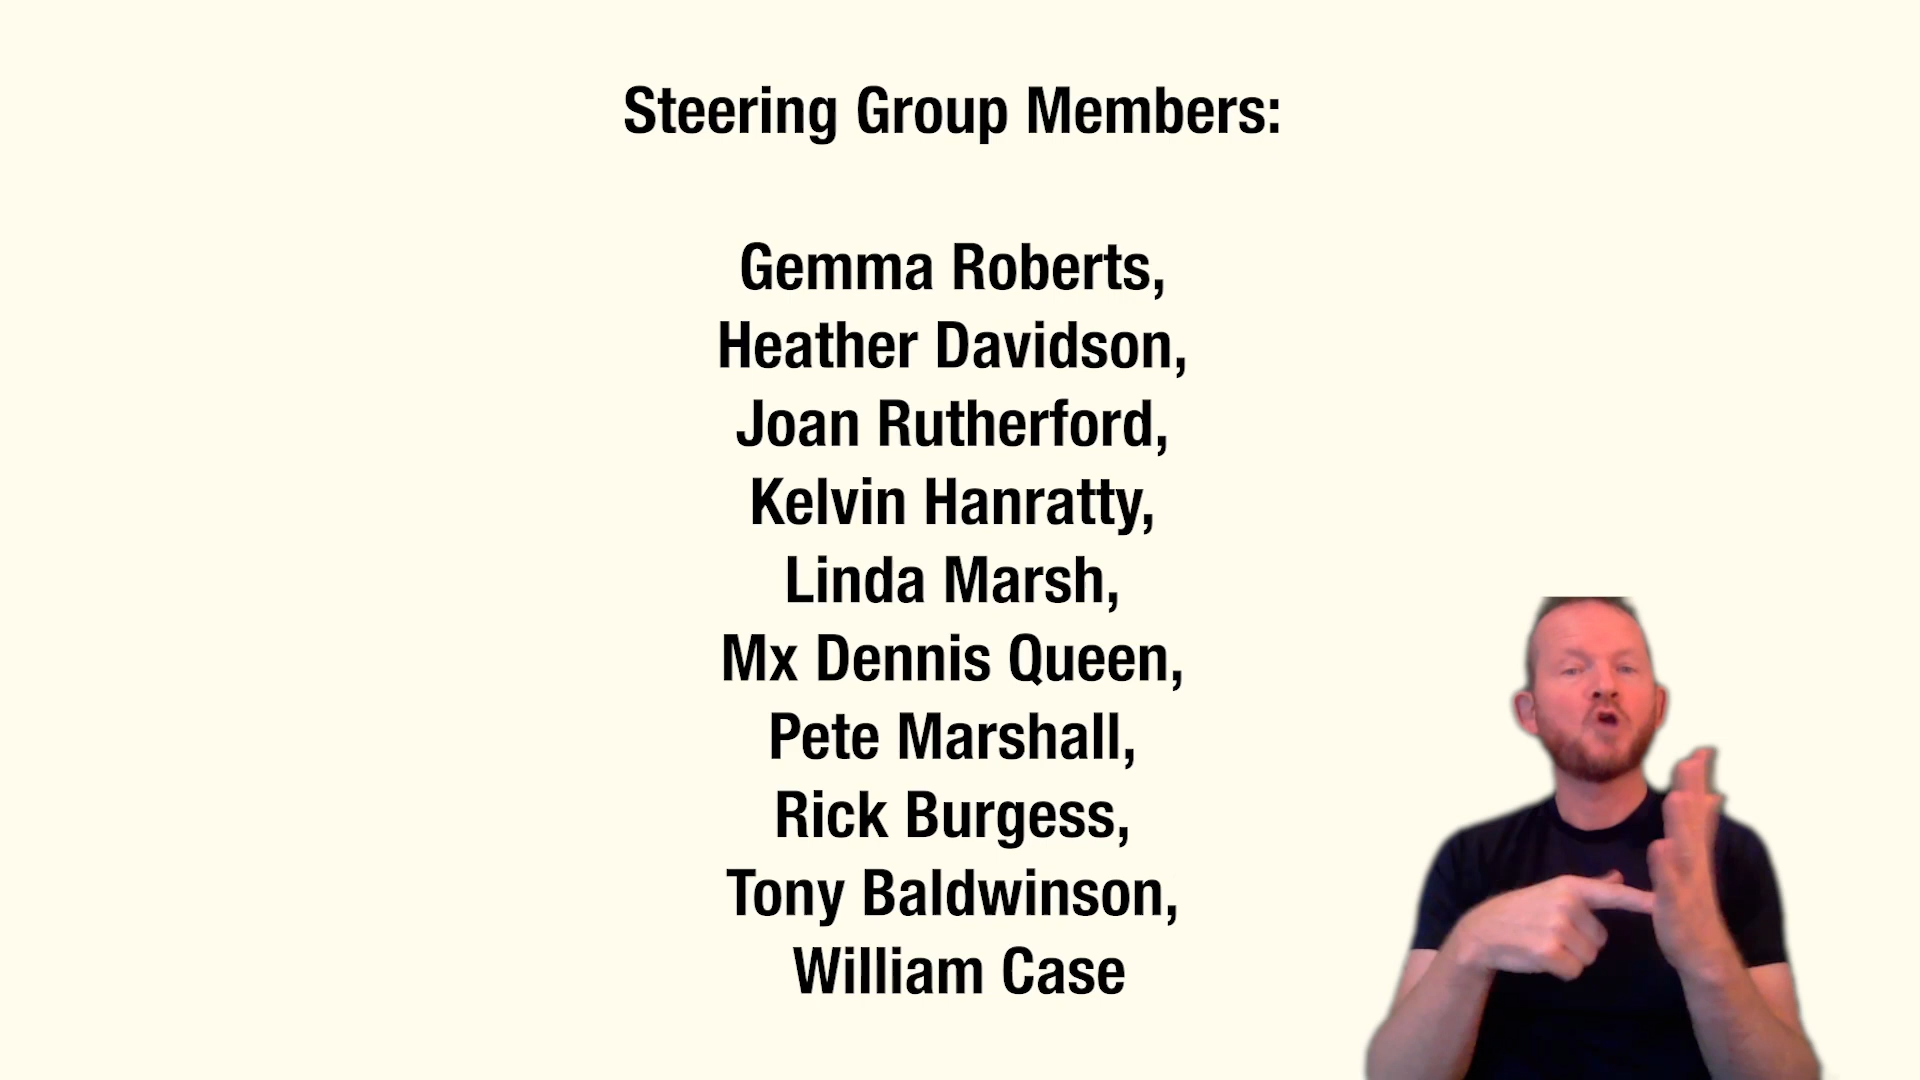 Steering Group Members:
Gemma Roberts,
Heather Davidson,
Joan Rutherford,
Kelvin Hanratty,
Linda Marsh,
Mx Dennis Queen,
Pete Marshall,
Rick Burgess,
Tony Baldwinson,
William Case